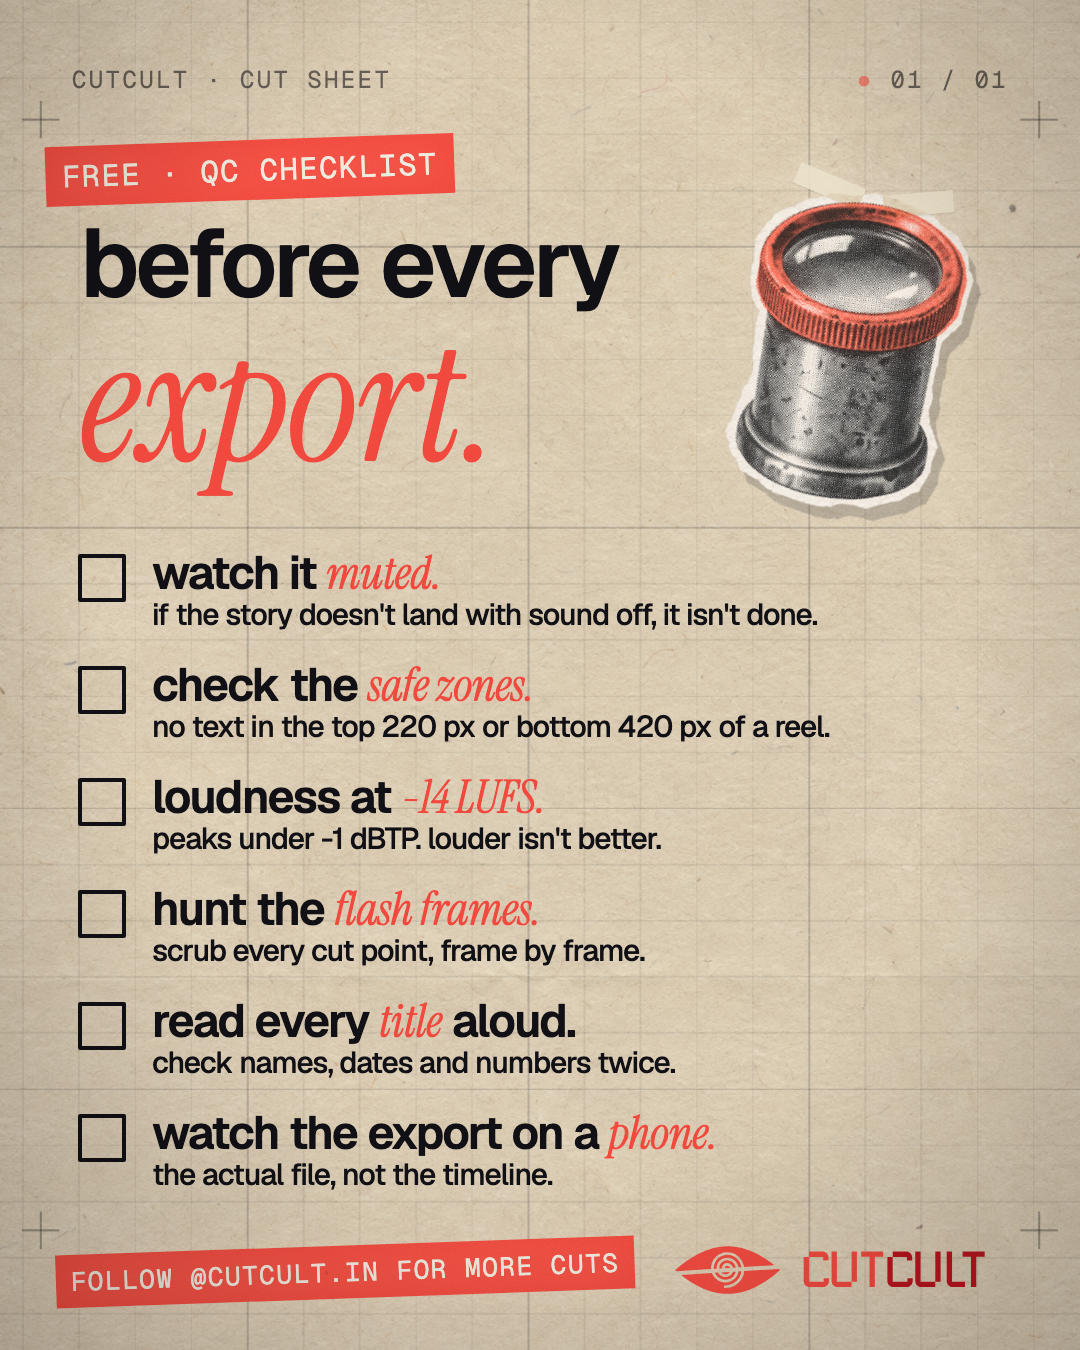 CUTCULT · CUT SHEET
01 / 01
FREE · QC CHECKLIST
before every
export.
watch it muted.
if the story doesn't land with sound off, it isn't done.
check the safe zones.
no text in the top 220 px or bottom 420 px of a reel.
loudness at -14 LUFS.
peaks under -1 dBTP. louder isn't better.
hunt the flash frames.
scrub every cut point, frame by frame.
read every title aloud.
check names, dates and numbers twice.
watch the export on a phone.
the actual file, not the timeline.
FOLLOW @CUTCULT.IN FOR MORE CUTS
CUTCULT